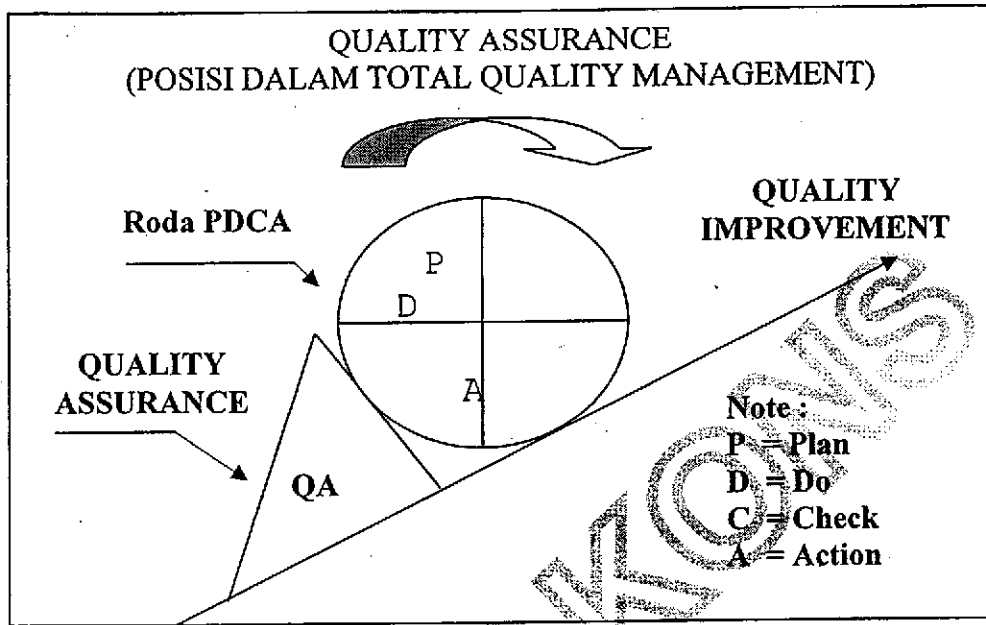 QUALITY ASSURANCE
(POSISI DALAM TOTAL QUALITY MANAGEMENT)
QUALITY
IMPROVEMENT
Roda PDCA
P
D
QUALITY
ASSURANCE
A
QA
Note :
P = Plan
D = Do
C = Check
A = Action
KONS